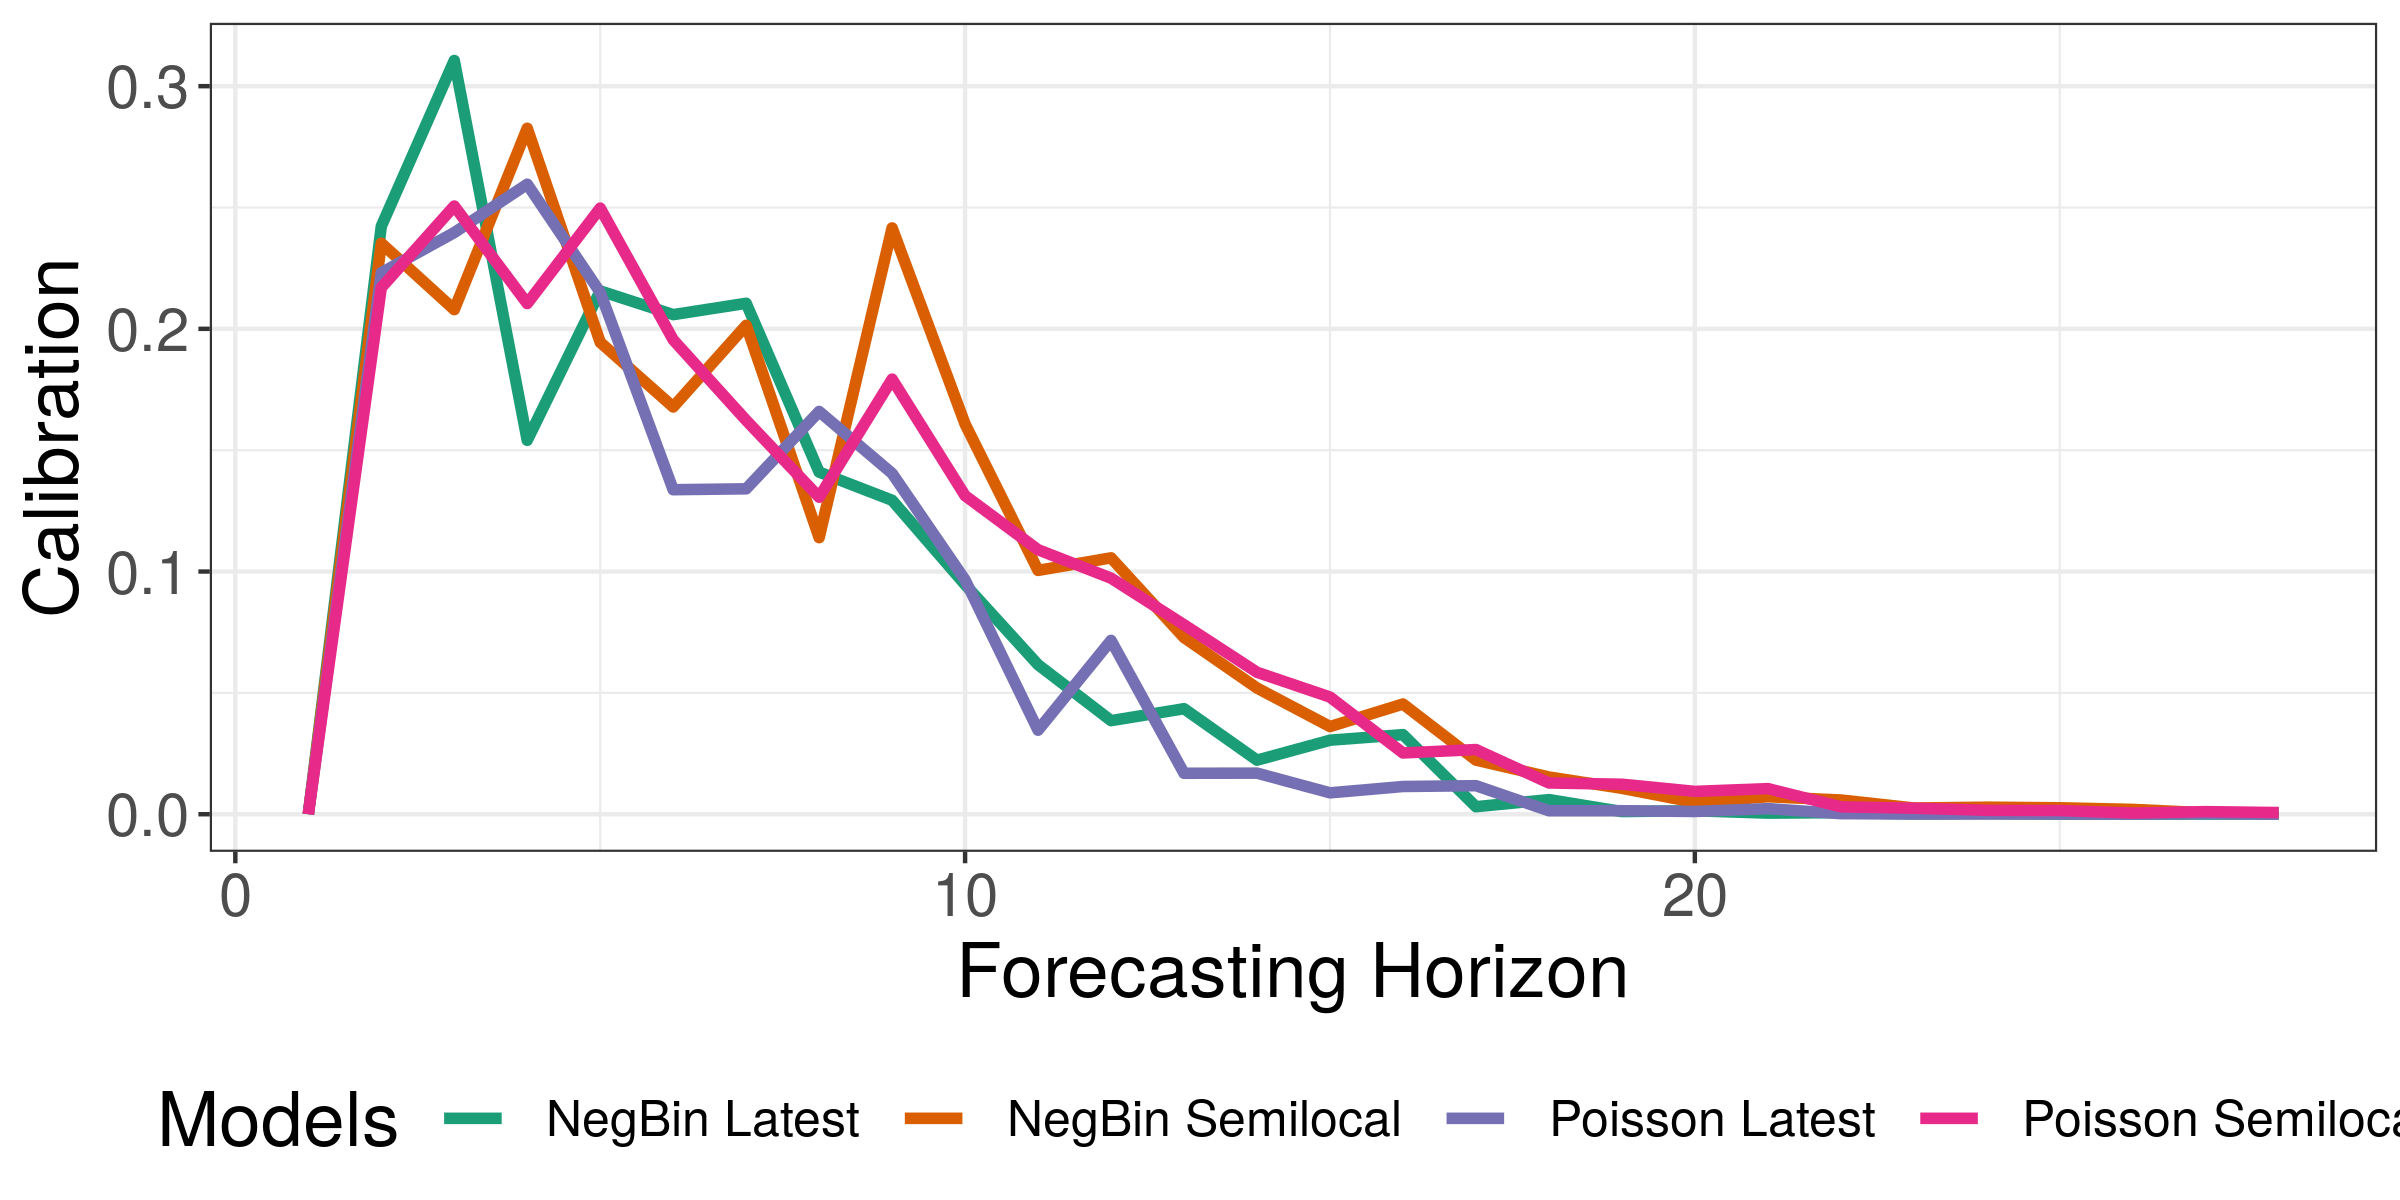 0.3
0.2
0.1
0.0
Calibration
0
10
20
Forecasting Horizon
Models NegBin Latest NegBin Semilocal Poisson Latest Poisson Semiloca